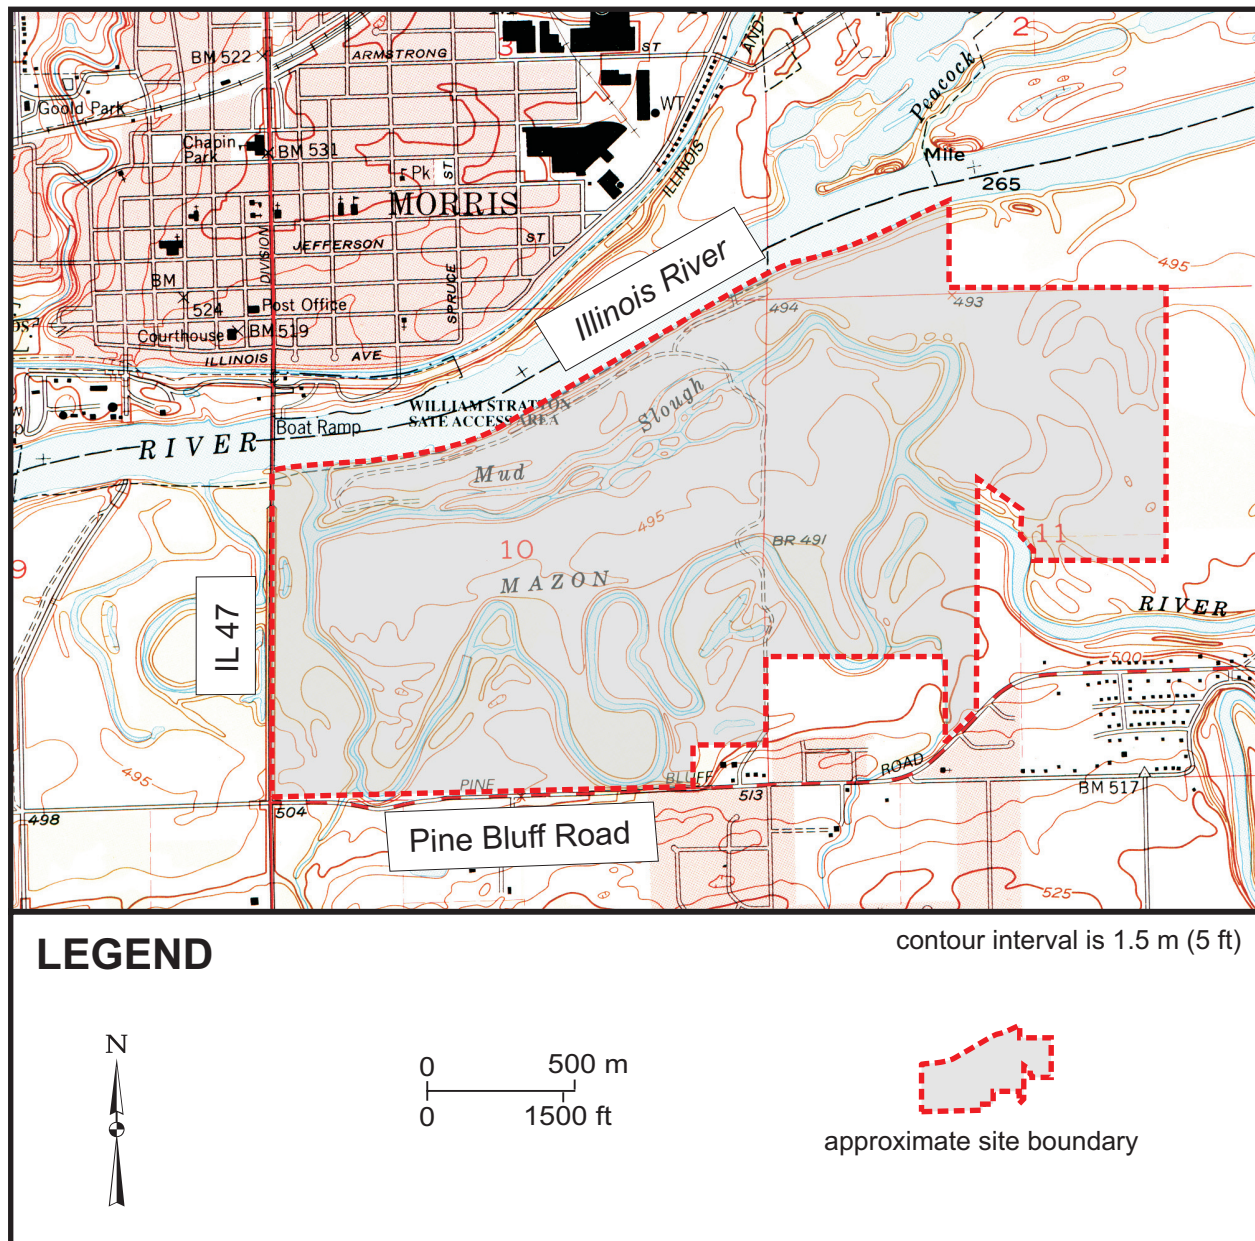 ARMSTRONG
ST
3
AND
2
BM 522
Goold Park
WT
Peacock
Chapin
Park
BM 531
Pk
ST
ILLINOIS
Mile
265
MORRIS
DIVISION
JEFFERSON
ST
SPRUCE
BM
524
Post Office
Courthouse
BM 519
ILLINOIS
AVE
Illinois River
495
493
494
WILLIAM STRATTON
SATE ACCESS AREA
Boat Ramp
RIVER
Slough
Mud
495
10
BR 491
11
9
MAZON
RIVER
IL 47
500
495
PINE
BLUFF
ROAD
513
BM 517
498
504
Pine Bluff Road
525
LEGEND
contour interval is 1.5 m (5 ft)
N
0 500 m
0 1500 ft
approximate site boundary